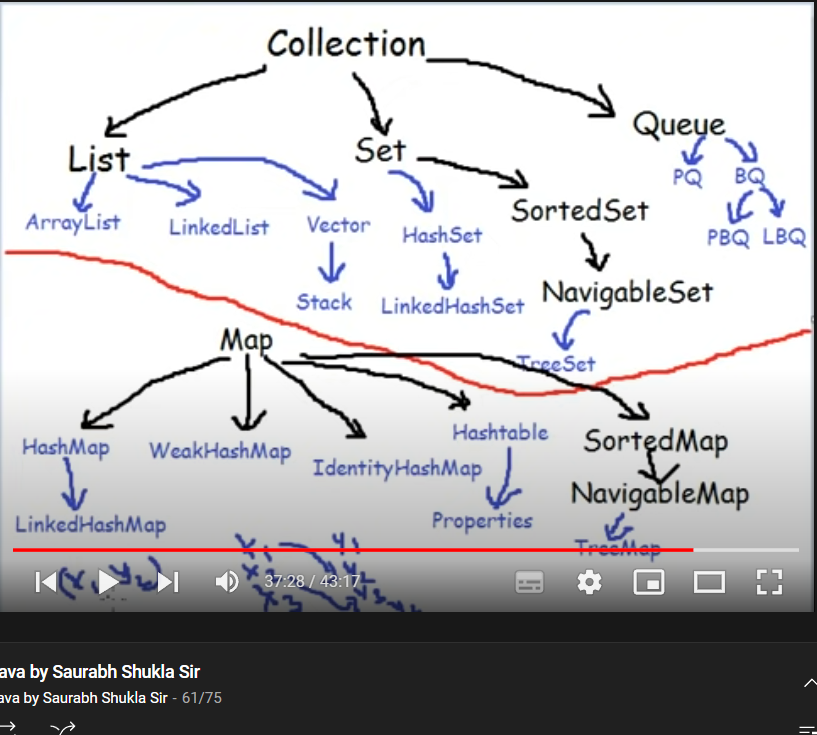 Collection
List
Set
Queue
PQ BQ
PBQ LBQ
ArrayList
LinkedList
Vector
HashSet
SortedSet
Stack
LinkedHashSet
NavigableSet
TreeSet
Map
HashMap
WeakHashMap
IdentityHashMap
Hashtable
SortedMap
NavigableMap
LinkedHashMap
Properties
TreeMap
37:28 / 43:17
ava by Saurabh Shukla Sir
ava by Saurabh Shukla Sir - 61/75